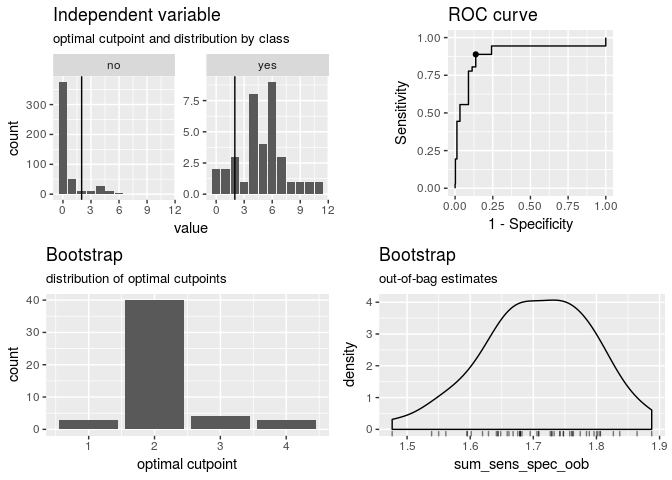 Independent variable
optimal cutpoint and distribution by class
no
yes
count
300
200
100
0
7.5
5.0
2.5
0.0
0 3 6 9 12
0 3 6 9 12
value
ROC curve
Sensitivity
1.00
0.75
0.50
0.25
0.00
0.00 0.25 0.50 0.75 1.00
1 - Specificity
Bootstrap
distribution of optimal cutpoints
count
40
30
20
10
0
1 2 3 4
optimal cutpoint
Bootstrap
out-of-bag estimates
density
4
3
2
1
0
1.5 1.6 1.7 1.8 1.9
sum_sens_spec_oob